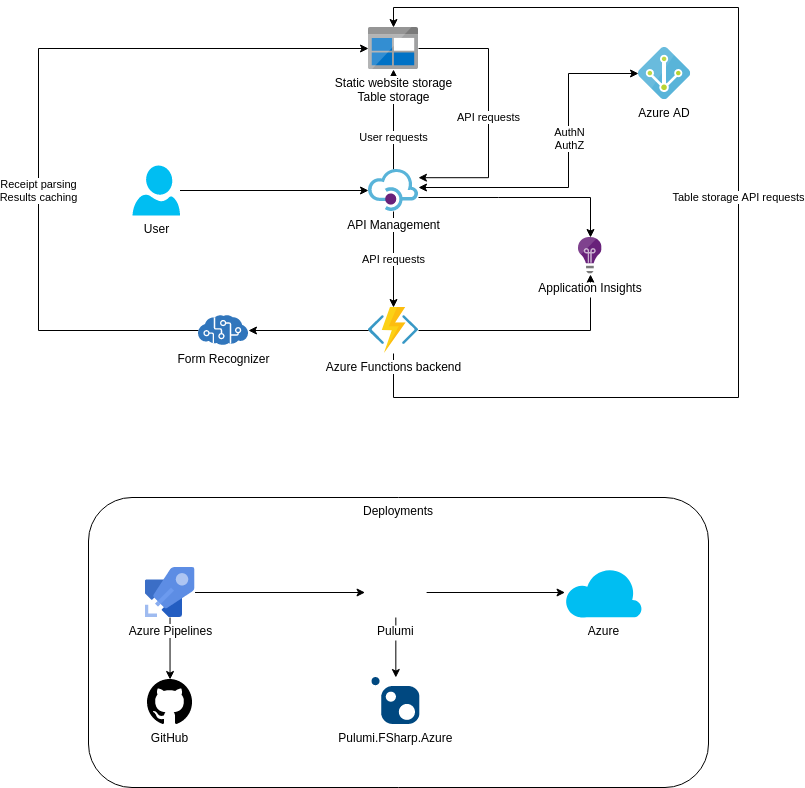 Static website storage
Table storage
API requests
Azure AD
User requests
AuthN
AuthZ
Receipt parsing
Results caching
Table storage API requests
User
API Management
API requests
Application Insights
Form Recognizer
Azure Functions backend
Deployments
Azure Pipelines
Pulumi
Azure
GitHub
Pulumi.FSharp.Azure